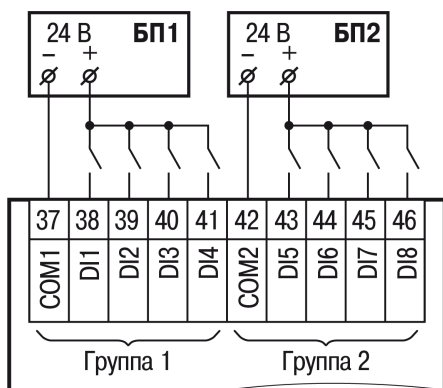 24 В БП1 24 В БП2
− + − +
37 38 39 40 41 42 43 44 45 46
COM1 DI1 DI2 DI3 DI4 COM2 DI5 DI6 DI7 DI8
Группа 1 Группа 2